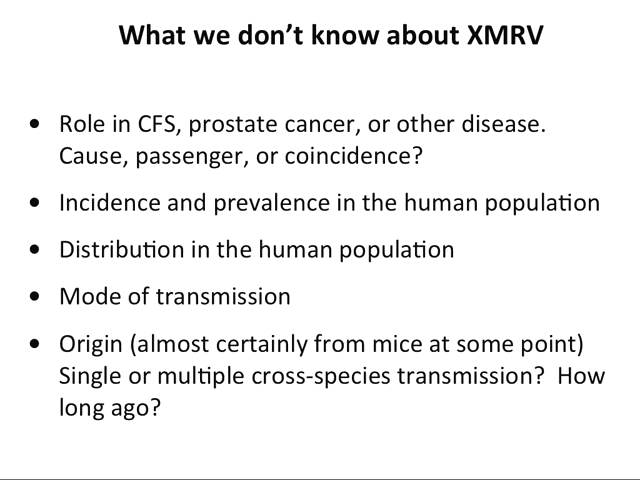 What we don't know about XMRV
• Role in CFS, prostate cancer, or other disease.
Cause, passenger, or coincidence?
• Incidence and prevalence in the human population
• Distribution in the human population
• Mode of transmission
• Origin (almost certainly from mice at some point)
Single or multiple cross-species transmission?  How
long ago?